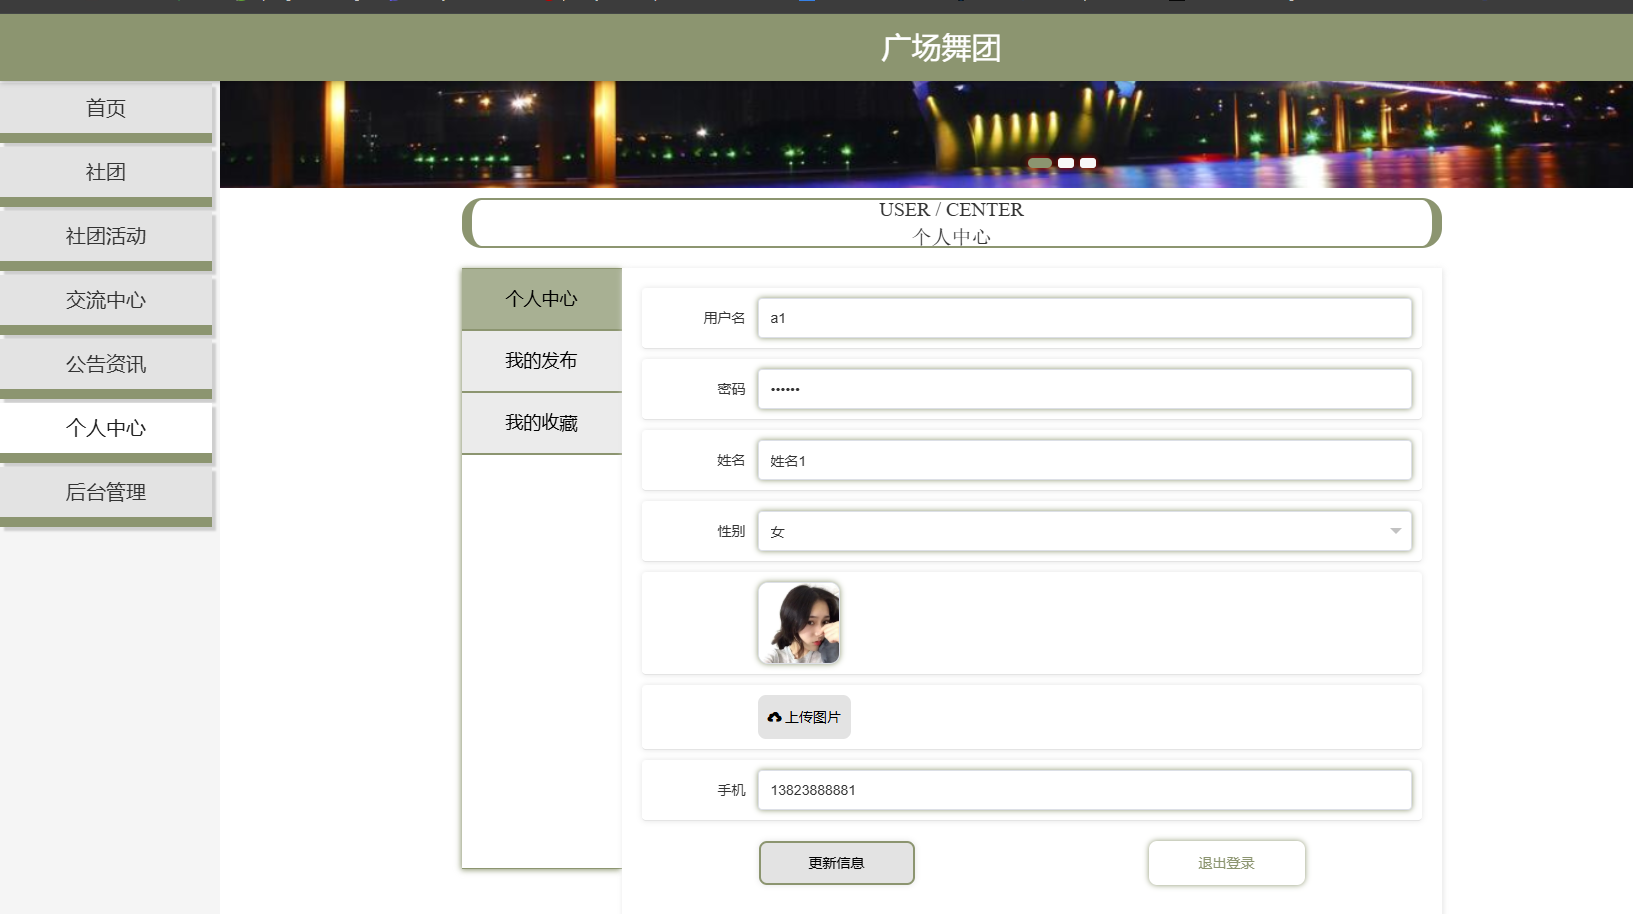 广场舞团
首页
社团
社团活动
交流中心
公告资讯
个人中心
后台管理
USER / CENTER
个人中心
个人中心
我的发布
我的收藏
用户名 a1
密码 ••••••
姓名 姓名1
性别 女
上传图片
手机 13823888881
更新信息 退出登录